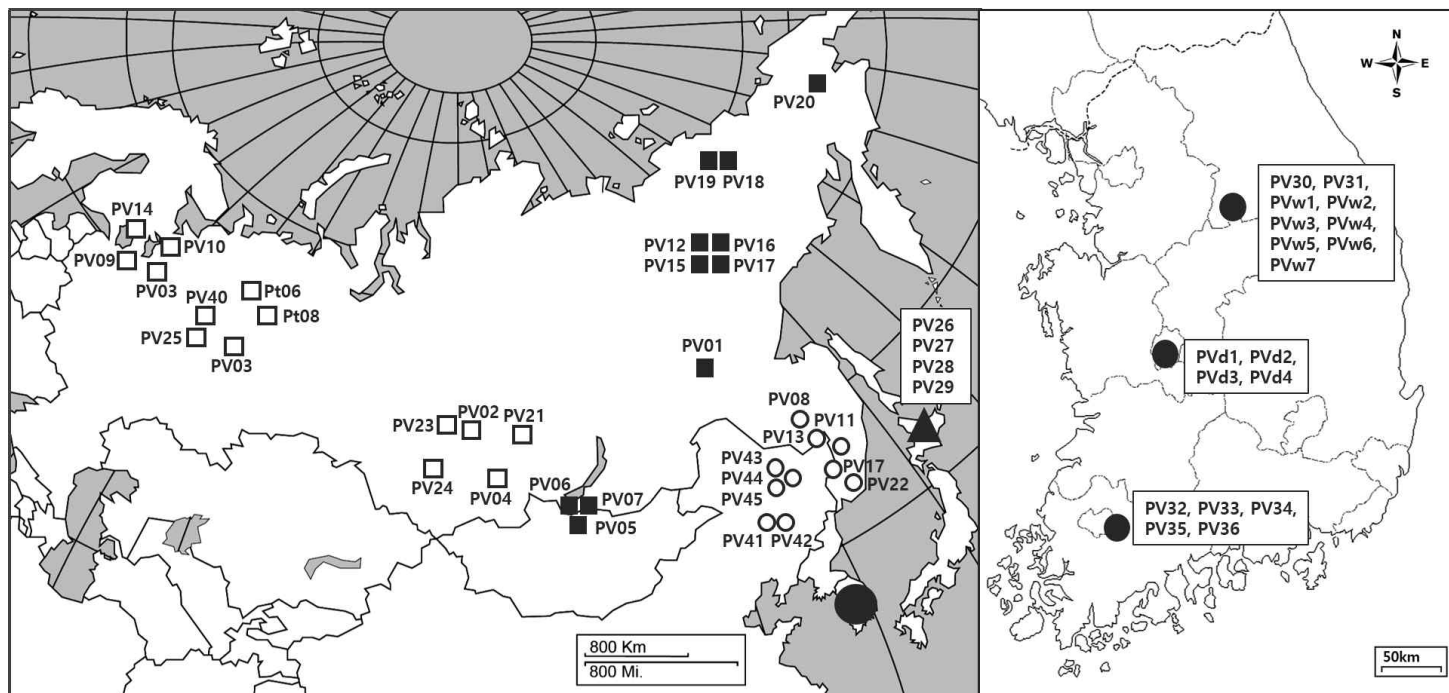 PV20
PV19 PV18
PV14
PV10
PV09
PV03
PV12 PV16
PV15 PV17
Pt06
PV40
Pt08
PV25
PV03
PV01
PV26
PV27
PV28
PV29
PV08
PV11
PV13
PV23 PV02 PV21
PV43
PV44
PV45
PV17
PV22
PV24
PV04
PV06 PV07
PV05
PV41 PV42
800 Km
800 Mi.
N
W E
S
PV30, PV31,
PVw1, PVw2,
PVw3, PVw4,
PVw5, PVw6,
PVw7
PVd1, PVd2,
PVd3, PVd4
PV32, PV33, PV34,
PV35, PV36
50km